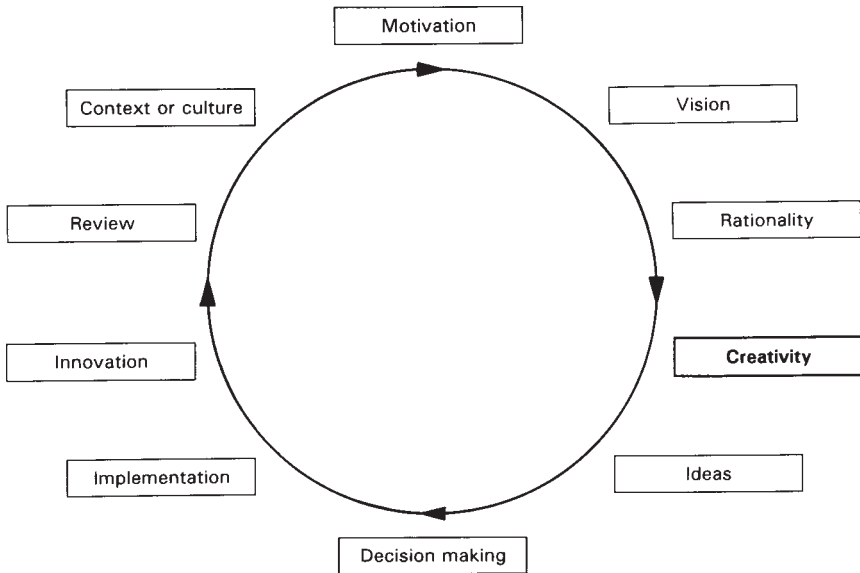 Motivation
Context or culture
Vision
Review
Rationality
Innovation
Creativity
Implementation
Ideas
Decision making